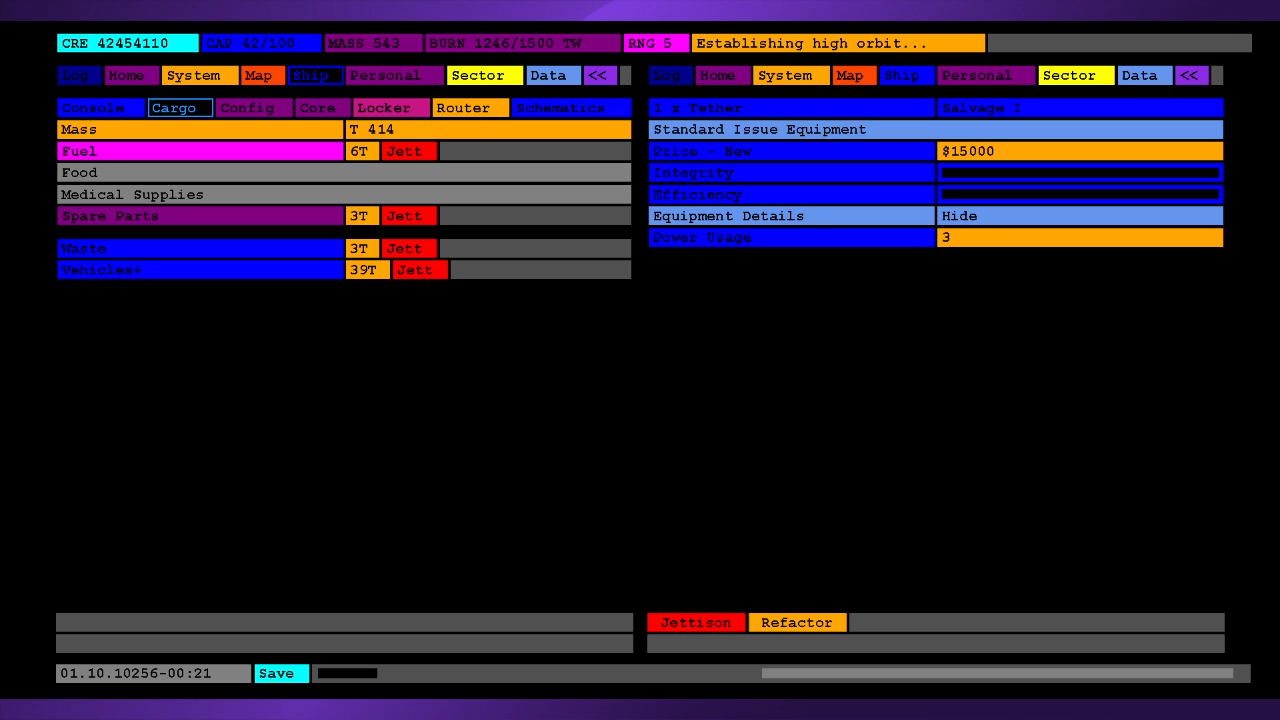 CRE 42454110 CAP 42/100 MASS 543 BURN 1246/1500 TW RNG 5 Establishing high orbit...
Log Home System Map Ship Personal Sector Data << Log Home System Map Ship Personal Sector Data <<
Console Cargo Config Core Locker Router Schematics
Mass T 414
Fuel 6T Jett
Food
Medical Supplies
Spare Parts 3T Jett
Waste 3T Jett
Vehicles+ 39T Jett
1 x Tether Salvage I
Standard Issue Equipment
Price - New $15000
Integrity
Efficiency
Equipment Details Hide
Power Usage 3
Jettison Refactor
01.10.10256-00:21 Save